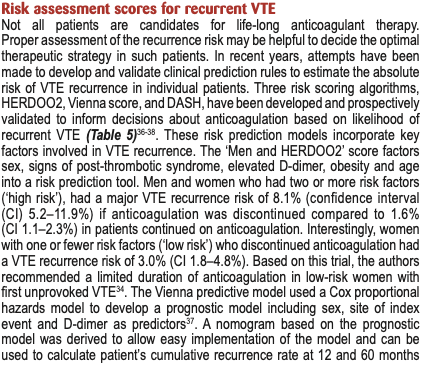 Risk assessment scores for recurrent VTE
Not all patients are candidates for life-long anticoagulant therapy.
Proper assessment of the recurrence risk may be helpful to decide the optimal
therapeutic strategy in such patients. In recent years, attempts have been
made to develop and validate clinical prediction rules to estimate the absolute
risk of VTE recurrence in individual patients. Three risk scoring algorithms,
HERDOO2, Vienna score, and DASH, have been developed and prospectively
validated to inform decisions about anticoagulation based on likelihood of
recurrent VTE (Table 5)36-38. These risk prediction models incorporate key
factors involved in VTE recurrence. The ‘Men and HERDOO2’ score factors
sex, signs of post-thrombotic syndrome, elevated D-dimer, obesity and age
into a risk prediction tool. Men and women who had two or more risk factors
(‘high risk’), had a major VTE recurrence risk of 8.1% (confidence interval
(CI) 5.2–11.9%) if anticoagulation was discontinued compared to 1.6%
(CI 1.1–2.3%) in patients continued on anticoagulation. Interestingly, women
with one or fewer risk factors (‘low risk’) who discontinued anticoagulation had
a VTE recurrence risk of 3.0% (CI 1.8–4.8%). Based on this trial, the authors
recommended a limited duration of anticoagulation in low-risk women with
first unprovoked VTE34. The Vienna predictive model used a Cox proportional
hazards model to develop a prognostic model including sex, site of index
event and D-dimer as predictors37. A nomogram based on the prognostic
model was derived to allow easy implementation of the model and can be
used to calculate patient’s cumulative recurrence rate at 12 and 60 months